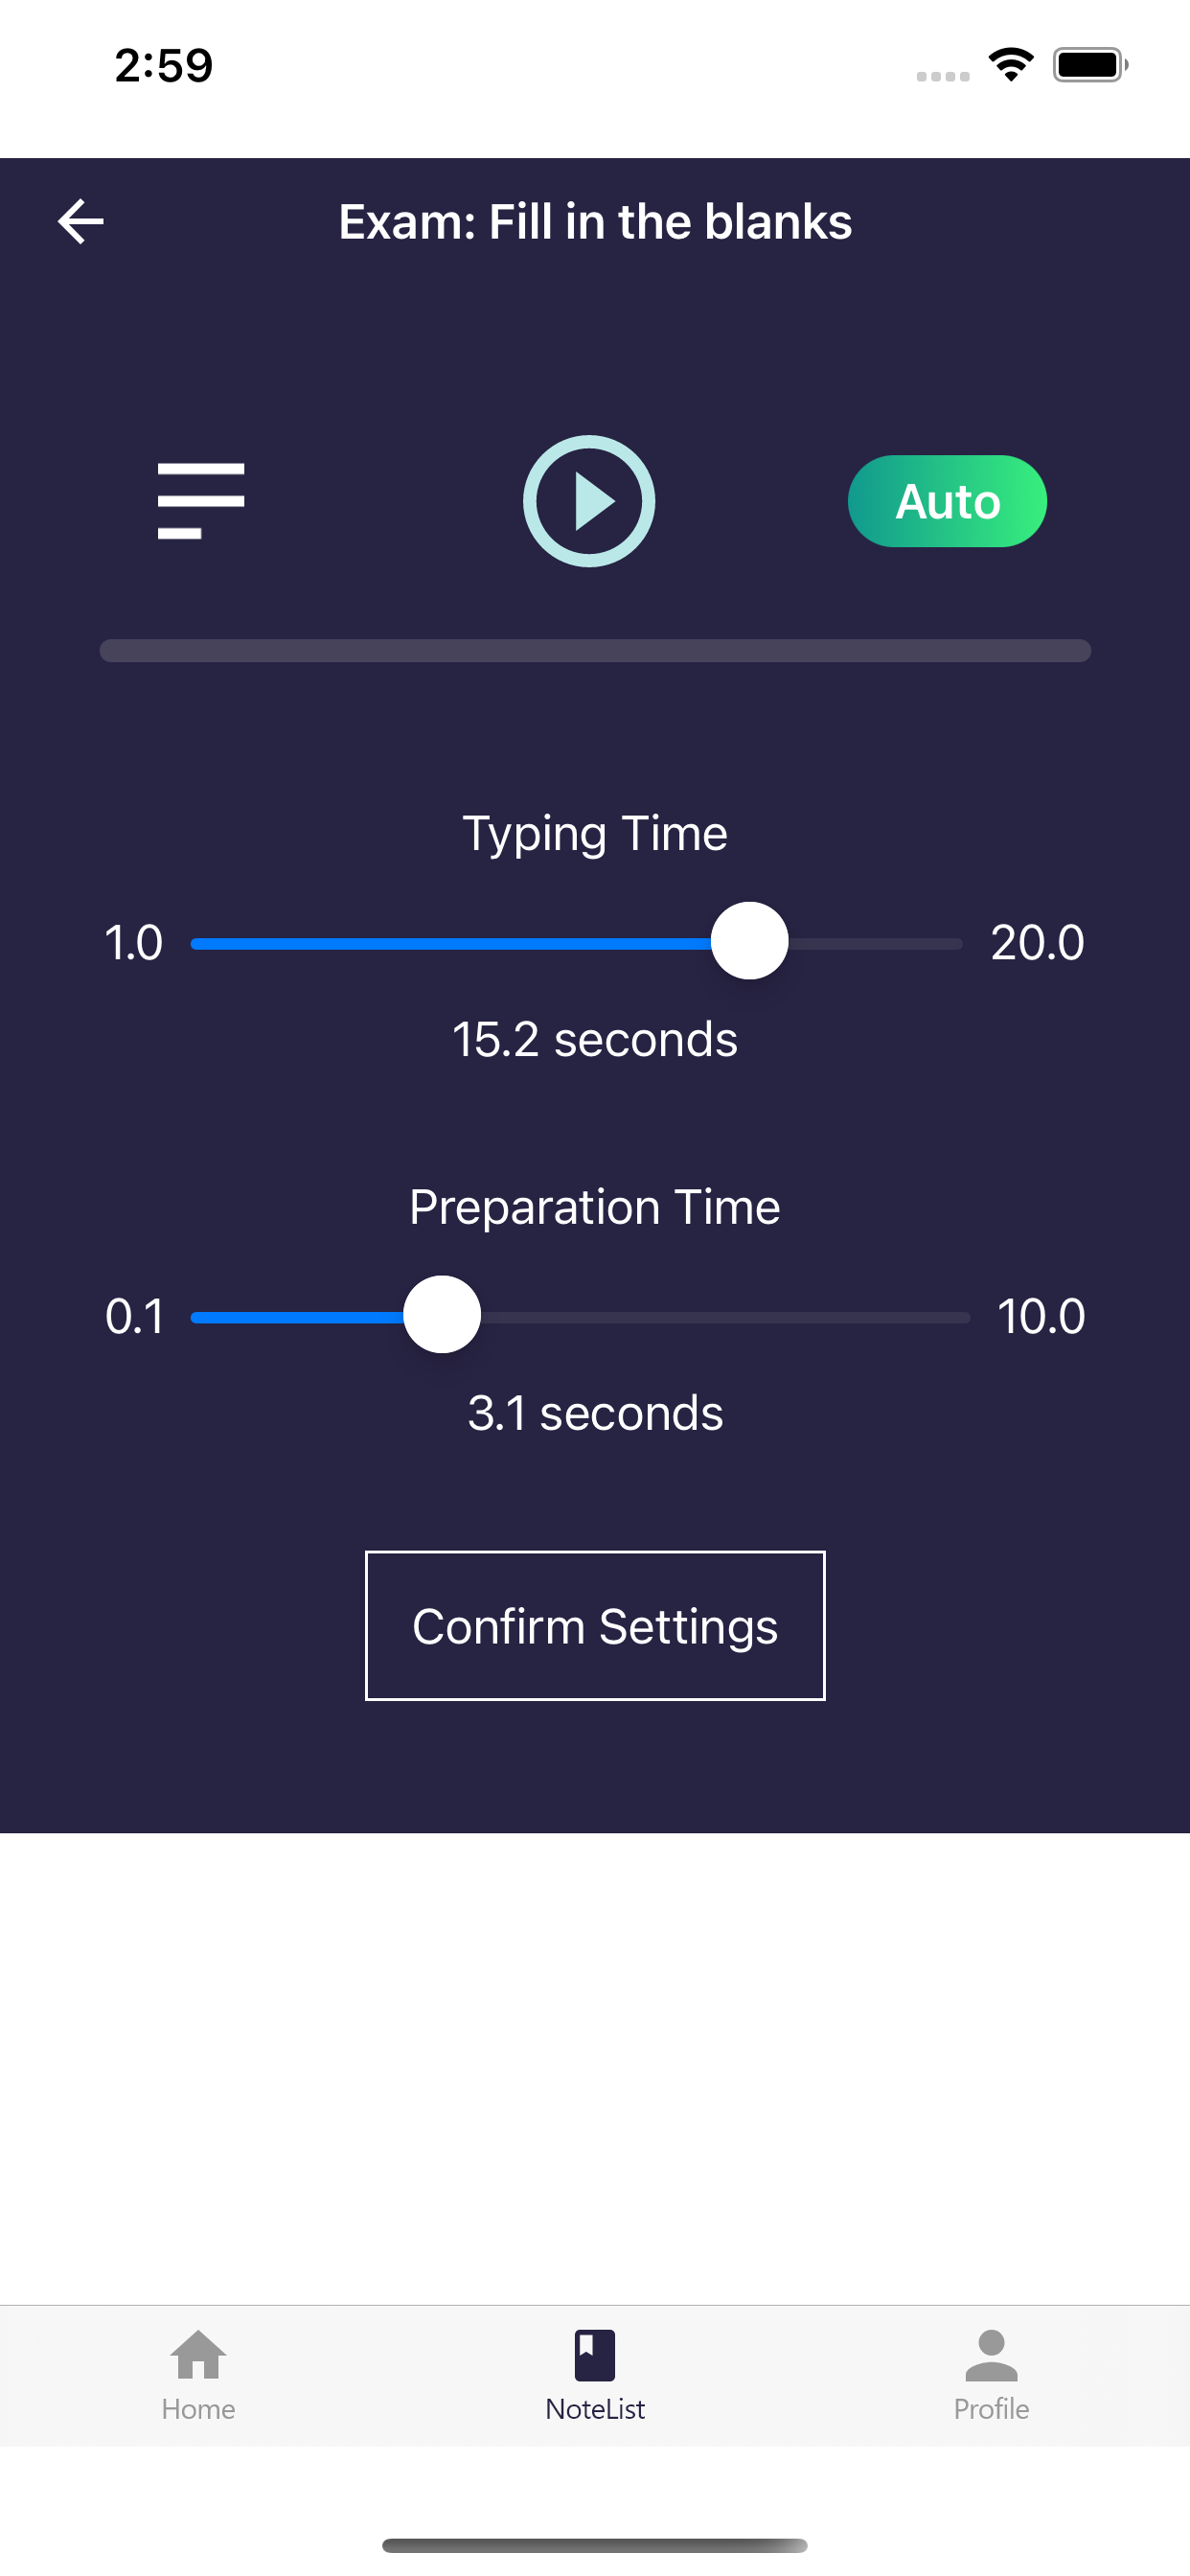 2:59
Exam: Fill in the blanks
Auto
Typing Time
1.0 20.0
15.2 seconds
Preparation Time
0.1 10.0
3.1 seconds
Confirm Settings
Home NoteList Profile